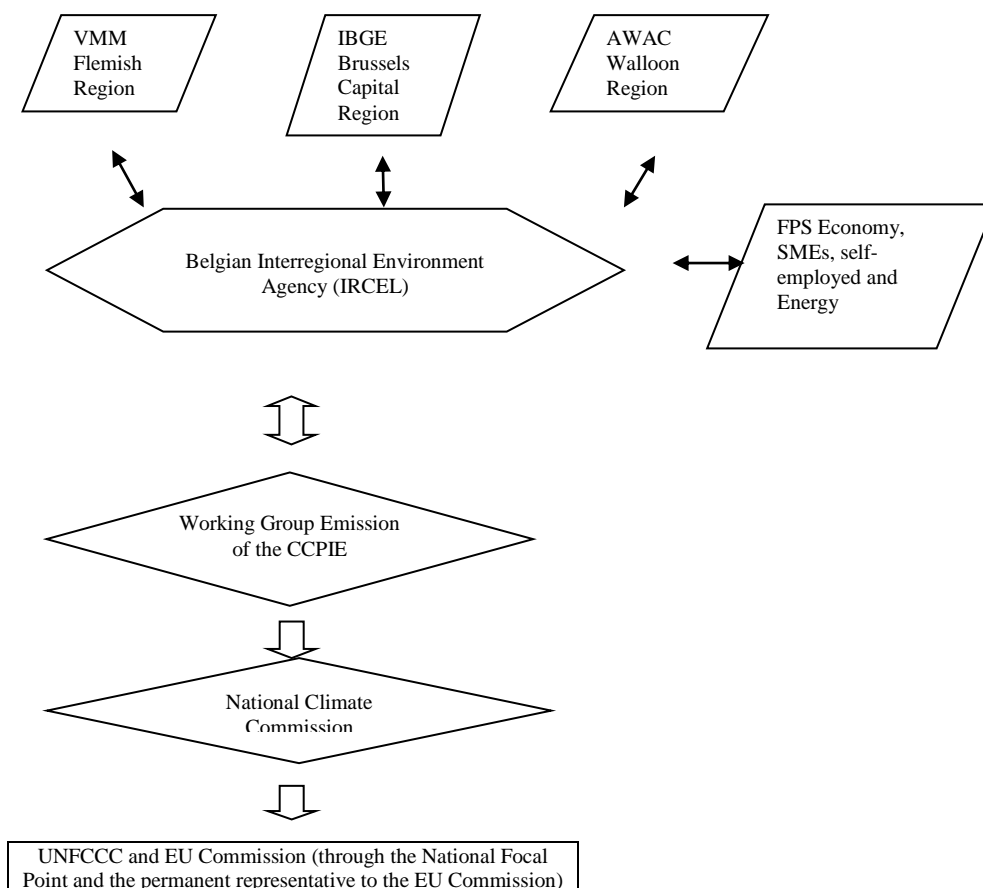 VMM
Flemish
Region
IBGE
Brussels
Capital
Region
AWAC
Walloon
Region
FPS Economy,
SMEs, self-
employed and
Energy
Belgian Interregional Environment
Agency (IRCEL)
Working Group Emission
of the CCPIE
National Climate
Commission
UNFCCC and EU Commission (through the National Focal
Point and the permanent representative to the EU Commission)